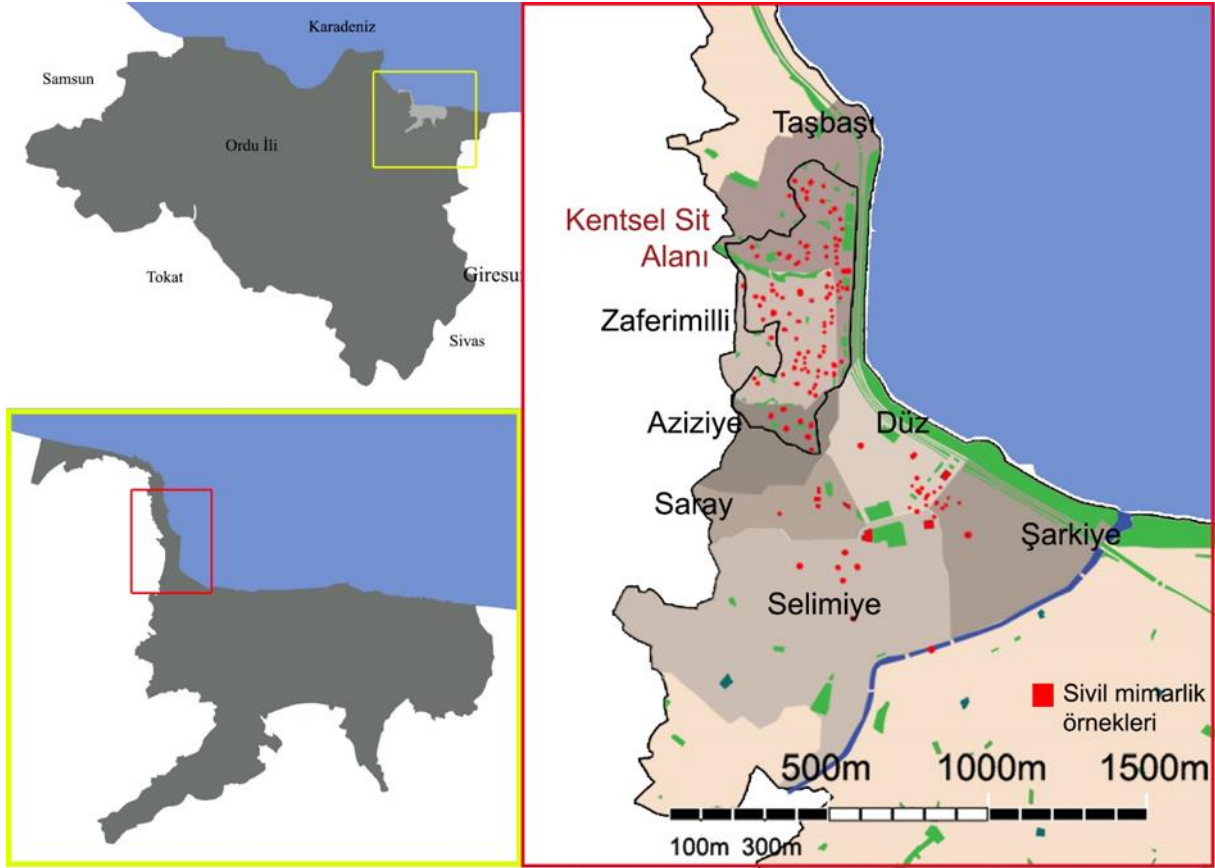 Karadeniz
Samsun
Ordu İli
Tokat
Giresun
Sivas
Taşbaşı
Kentsel Sit
Alanı
Zaferimilli
Aziziye
Düz
Saray
Şarkiye
Selimiye
Sivil mimarlik
örnekleri
500m 1000m 1500m
100m 300m